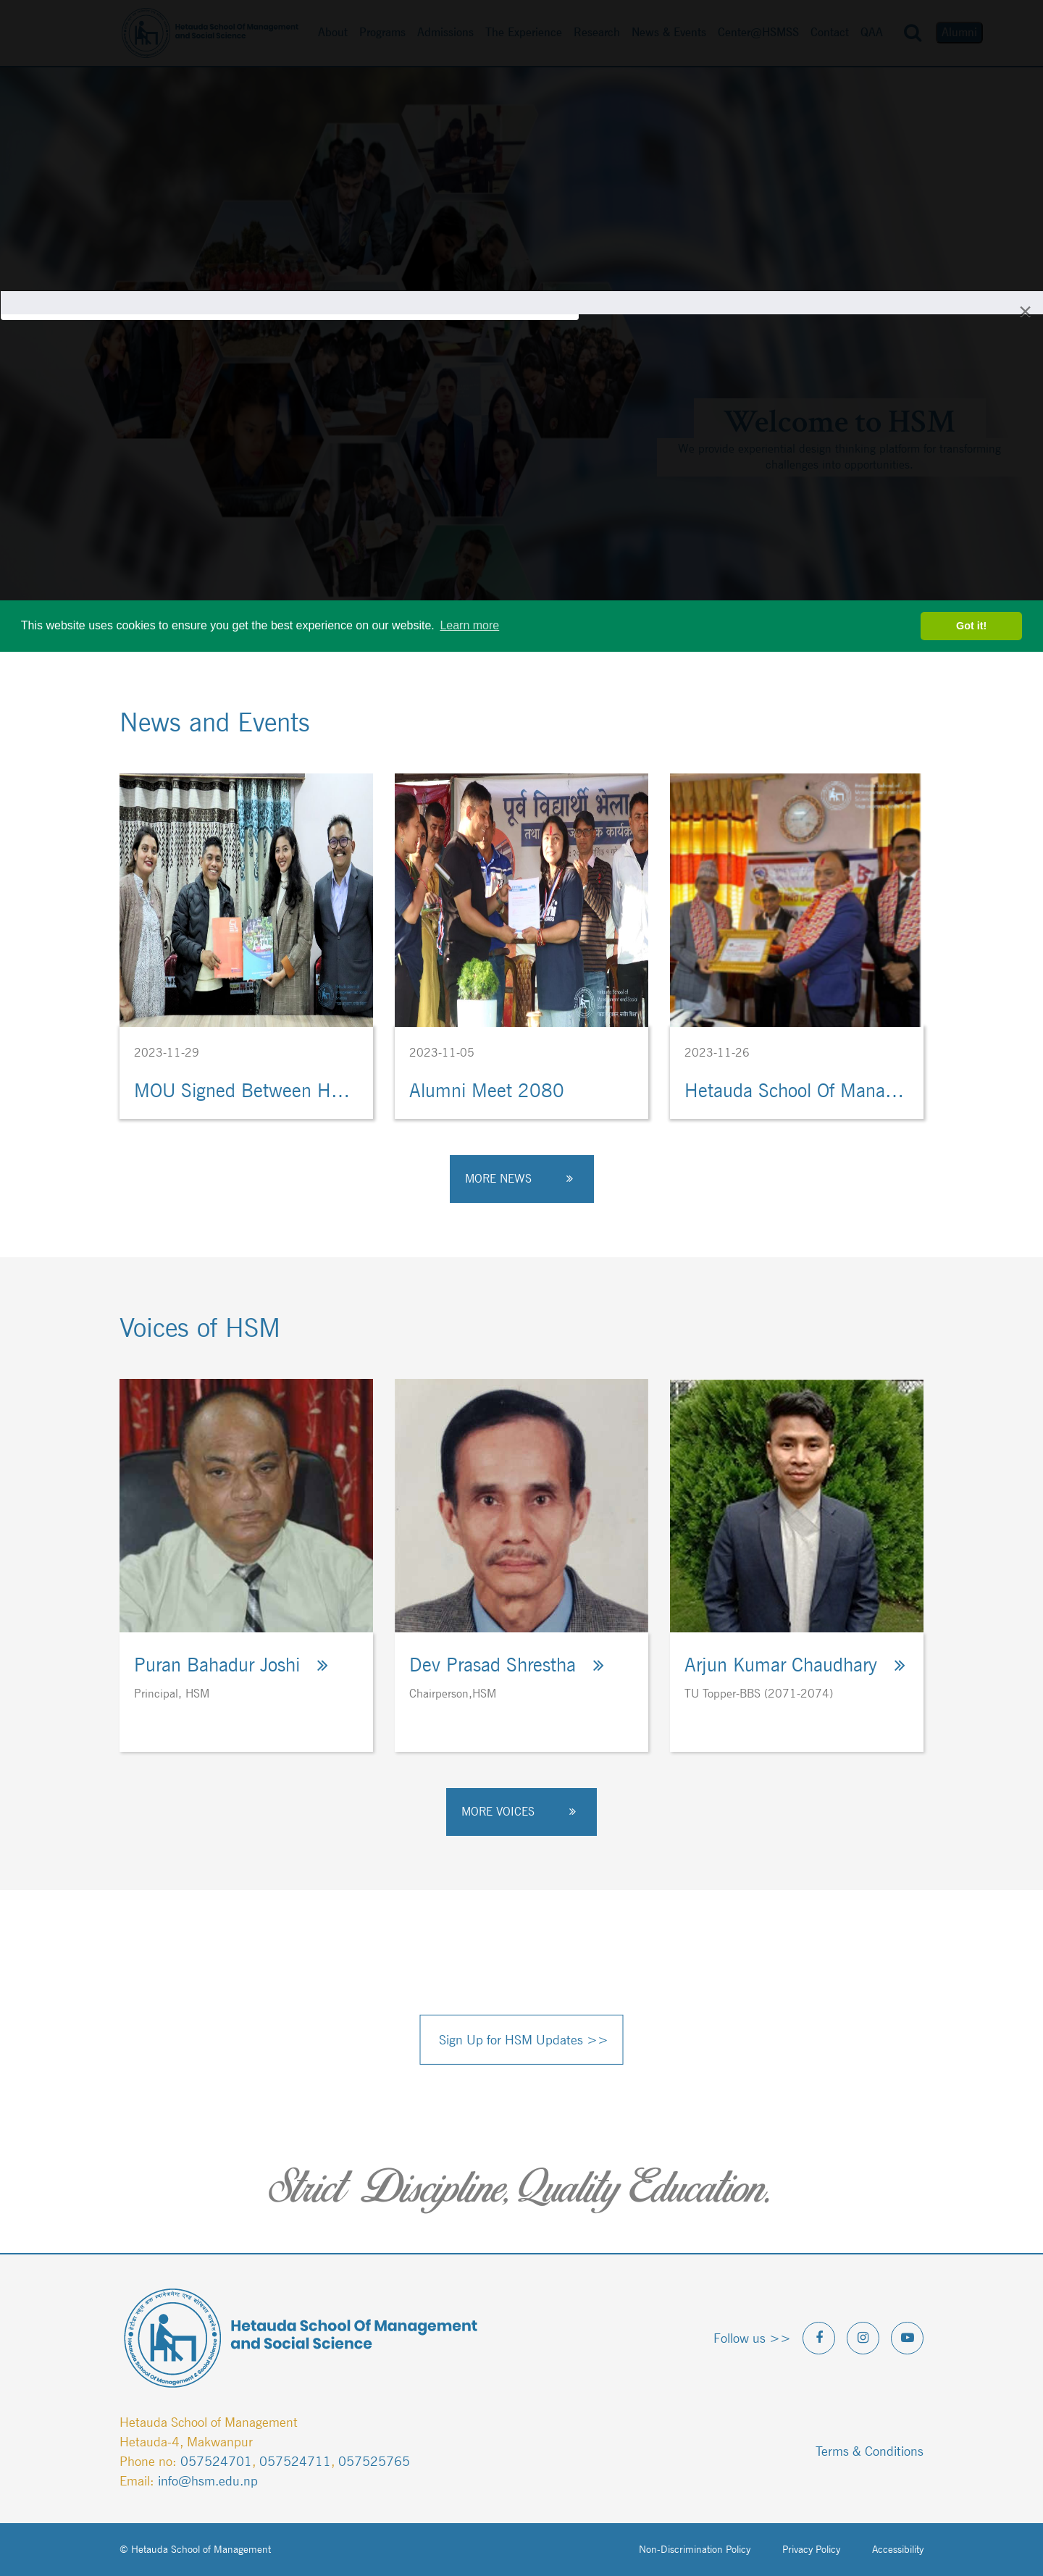 Hetauda School Of Management
and Social Science
About Programs Admissions The Experience Research News & Events Center@HSMSS Contact QAA Alumni
×
Welcome to HSM
We provide experiential design thinking platform for transforming
challenges into opportunities.
This website uses cookies to ensure you get the best experience on our website. Learn more
Got it!
News and Events
पूर्व विद्यार्थी भेला
2023-11-29
MOU Signed Between H...
2023-11-05
Alumni Meet 2080
2023-11-26
Hetauda School Of Mana...
MORE NEWS »
Voices of HSM
Puran Bahadur Joshi »
Principal, HSM
Dev Prasad Shrestha »
Chairperson,HSM
Arjun Kumar Chaudhary »
TU Topper-BBS (2071-2074)
MORE VOICES »
Sign Up for HSM Updates >>
Strict Discipline, Quality Education.
Hetauda School Of Management
and Social Science
Follow us >>
Hetauda School of Management
Hetauda-4, Makwanpur
Phone no: 057524701, 057524711, 057525765
Email: info@hsm.edu.np
Terms & Conditions
© Hetauda School of Management
Non-Discrimination Policy Privacy Policy Accessibility